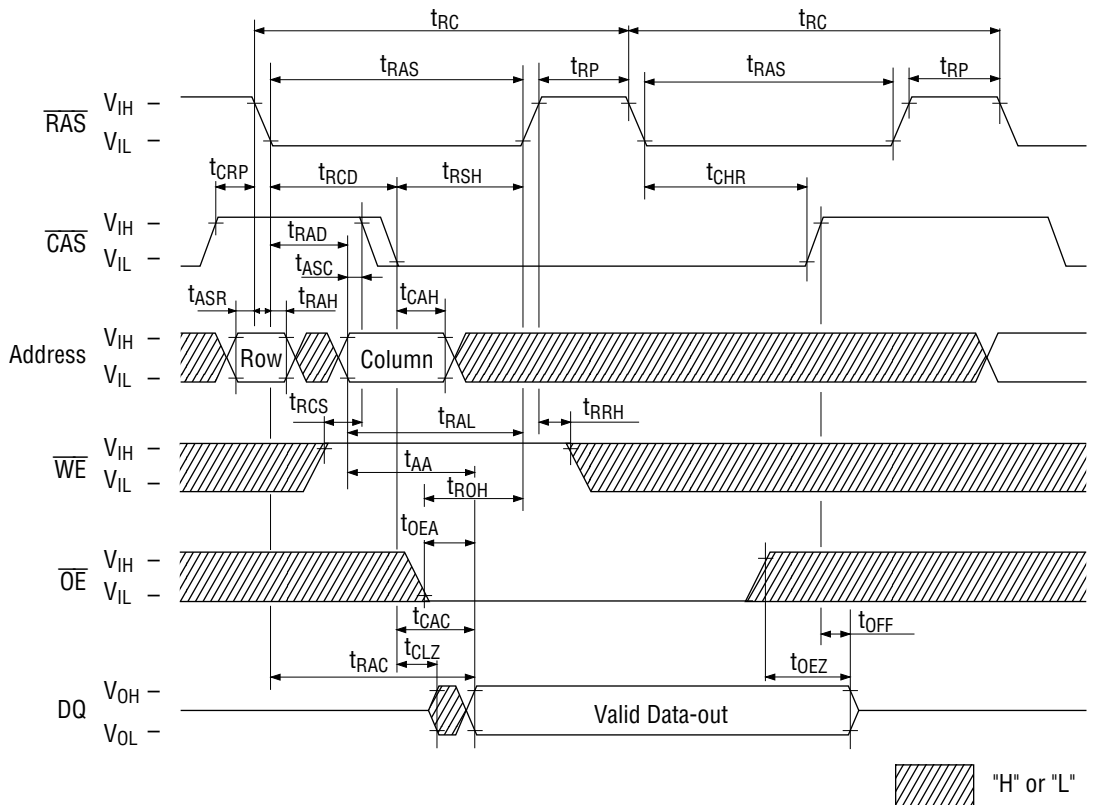 tRC tRC
tRAS tRP tRAS tRP
RAS VIH
VIL
tCRP tRCD tRSH tCHR
CAS VIH
VIL
tRAD
tASC
tASR tRAH tCAH
Address VIH
VIL
Row Column
tRCS tRAL tRRH
WE VIH
VIL
tAA
tROH
tOEA
OE VIH
VIL
tCAC tOFF
tRAC tCLZ tOEZ
DQ VOH
VOL
Valid Data-out
"H" or "L"